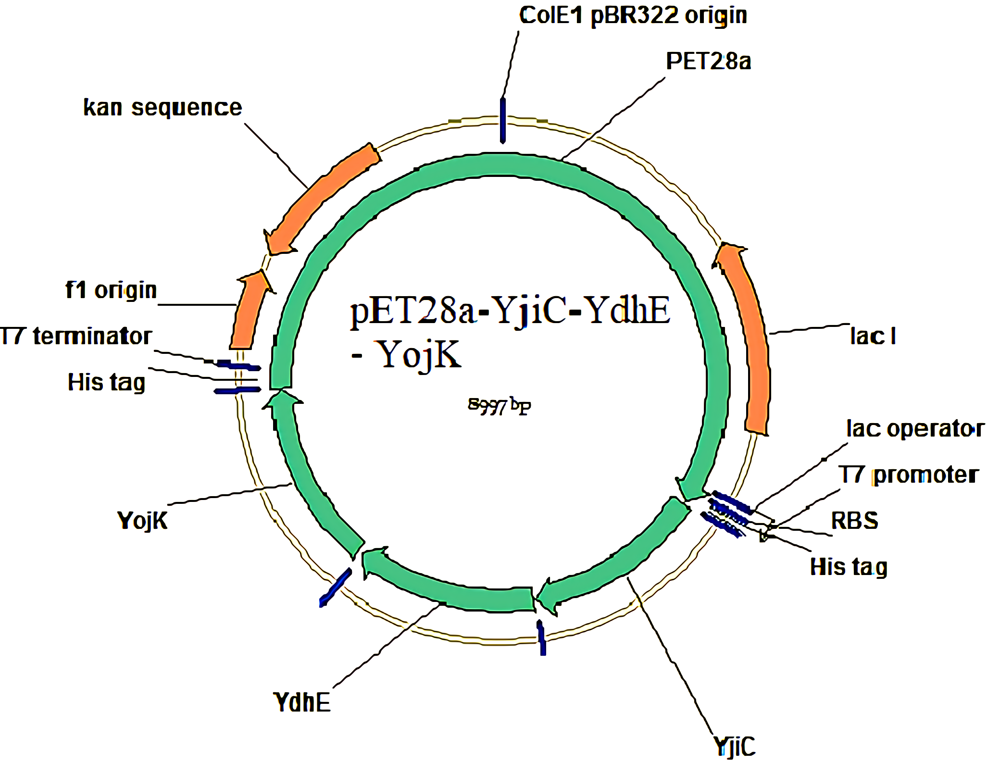 ColE1 pBR322 origin
PET28a
kan sequence
f1 origin
T7 terminator
His tag
pET28a-YjiC-YdhE
- YojK
lac I
lac operator
T7 promoter
RBS
His tag
YojK
YdhE
YjiC